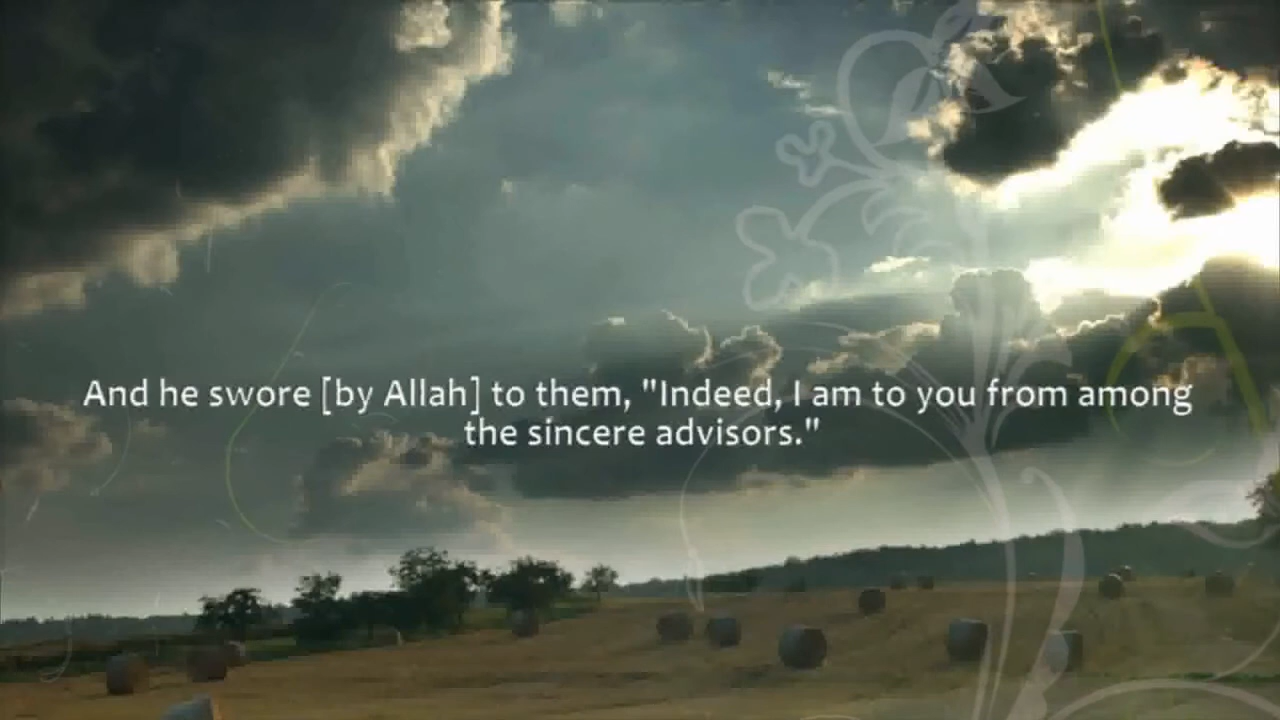 And he swore [by Allah] to them, "Indeed, I am to you from among
the sincere advisors."